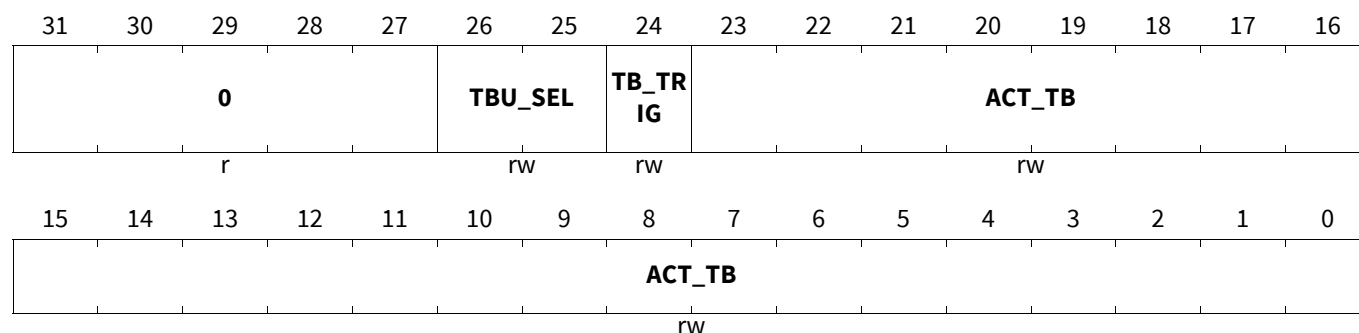 31 30 29 28 27 26 25 24 23 22 21 20 19 18 17 16
0 TBU_SEL TB_TR ACT_TB
IG
r rw rw rw
15 14 13 12 11 10 9 8 7 6 5 4 3 2 1 0
ACT_TB
rw